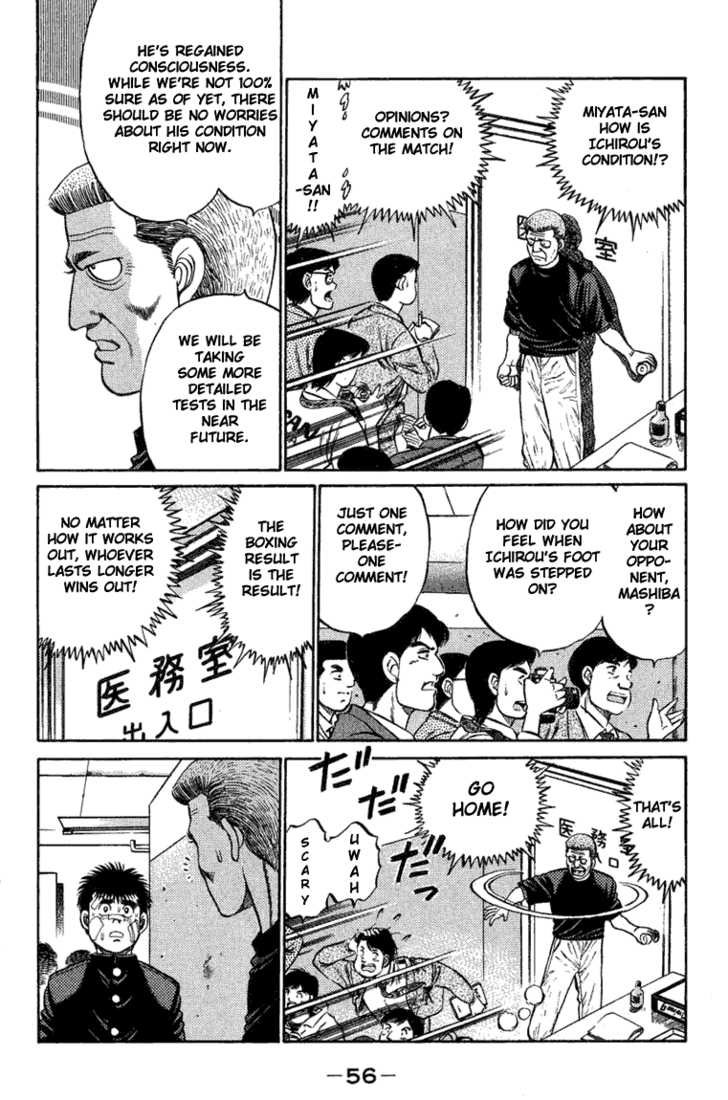 MIYATA-SAN
HOW IS
ICHIROU'S
CONDITION!?
OPINIONS?
COMMENTS ON
THE MATCH!
M
I
Y
A
T
A
-SAN
!!
室
SAN
HE'S REGAINED
CONSCIOUSNESS.
WHILE WE'RE NOT 100%
SURE AS OF YET, THERE
SHOULD BE NO WORRIES
ABOUT HIS CONDITION
RIGHT NOW.
WE WILL BE
TAKING
SOME MORE
DETAILED
TESTS IN THE
NEAR
FUTURE.
HOW
ABOUT
YOUR
OPPO-
NENT,
MASHIBA
?
HOW DID YOU
FEEL WHEN
ICHIROU'S FOOT
WAS STEPPED
ON?
JUST ONE
COMMENT,
PLEASE-
ONE
COMMENT!
THE
BOXING
RESULT
IS THE
RESULT!
NO MATTER
HOW IT WORKS
OUT, WHOEVER
LASTS LONGER
WINS OUT!
医務室
出入口
THAT'S
ALL!
GO
HOME!
医務
だだだっ
U
W
A
H
S
C
A
R
Y
-56-